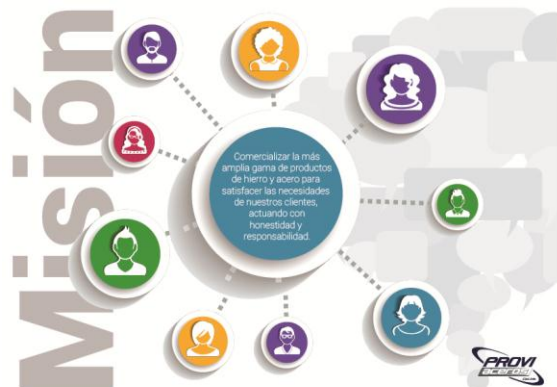 Misión
Comercializar la más
amplia gama de productos
de hierro y acero para
satisfacer las necesidades
de nuestros clientes,
actuando con
honestidad y
responsabilidad.
PROVI
aceros